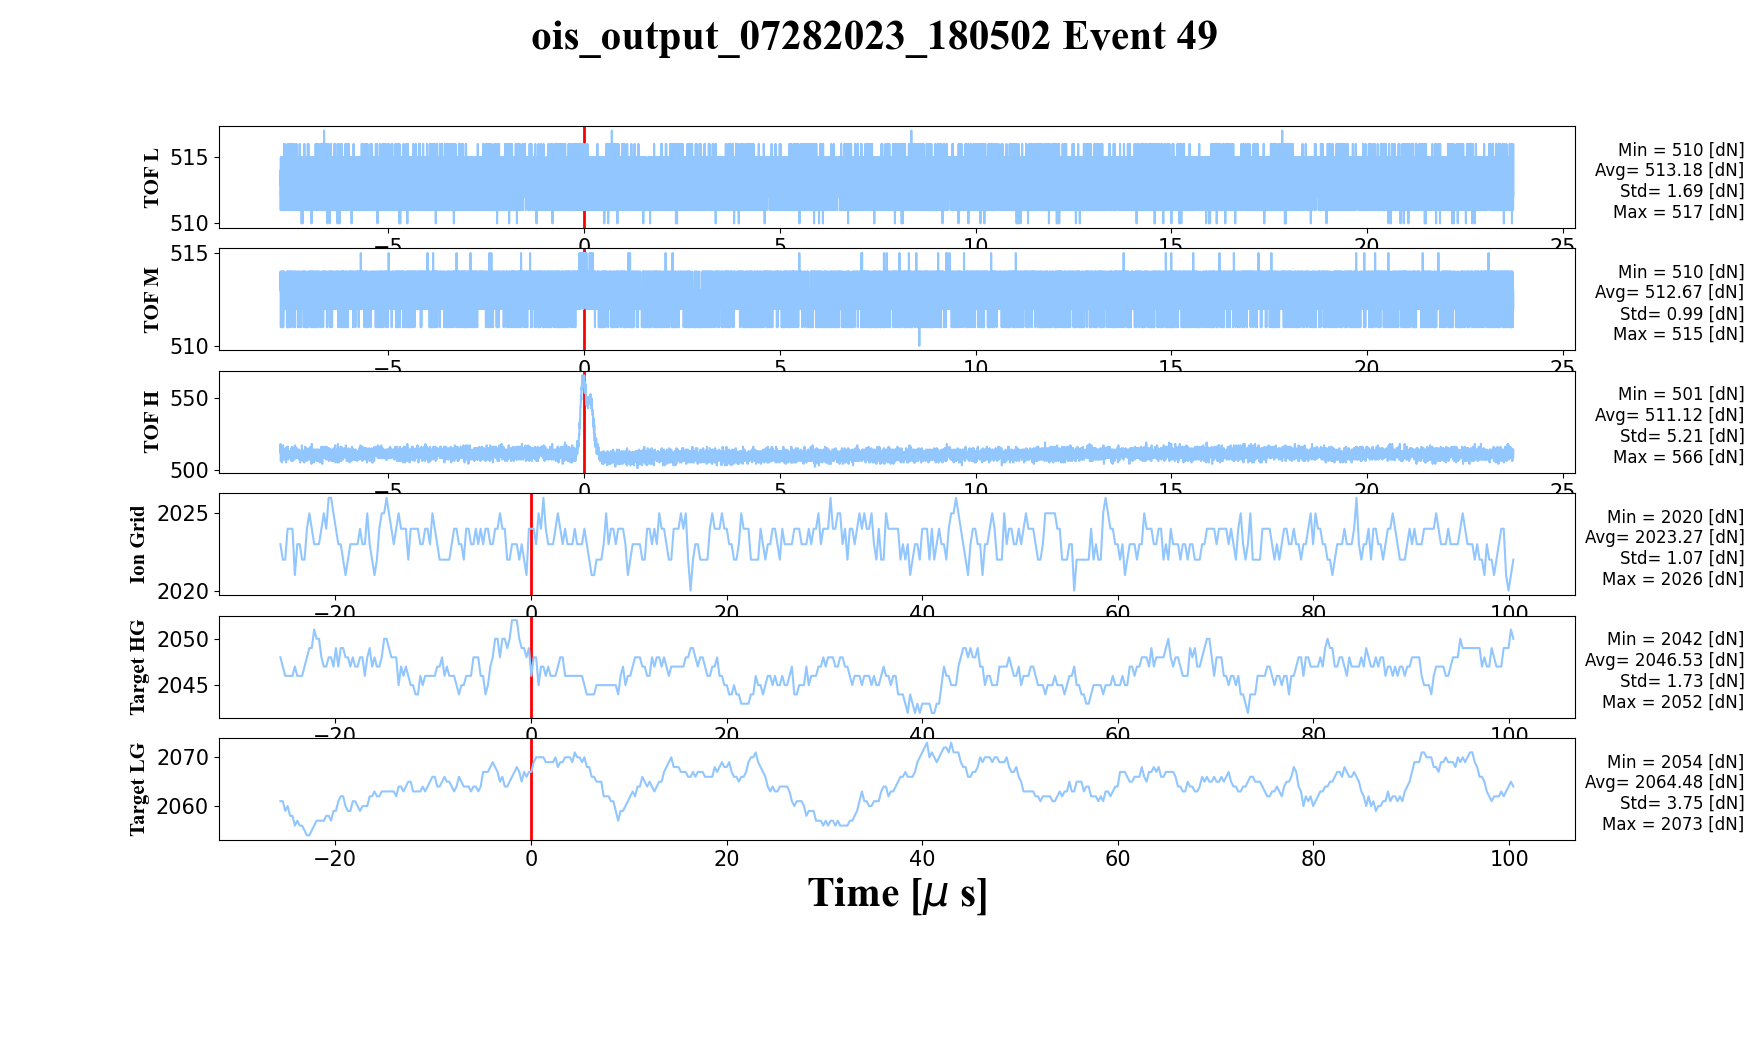 ois_output_07282023_180502 Event 49
TOF L
515
510
−5 0 5 10 15 20 25
Min = 510 [dN]
Avg= 513.18 [dN]
Std= 1.69 [dN]
Max = 517 [dN]
TOF M
515
510
−5 0 5 10 15 20 25
Min = 510 [dN]
Avg= 512.67 [dN]
Std= 0.99 [dN]
Max = 515 [dN]
TOF H
550
500
−5 0 5 10 15 20 25
Min = 501 [dN]
Avg= 511.12 [dN]
Std= 5.21 [dN]
Max = 566 [dN]
Ion Grid
2025
2020
−20 0 20 40 60 80 100
Min = 2020 [dN]
Avg= 2023.27 [dN]
Std= 1.07 [dN]
Max = 2026 [dN]
Target HG
2050
2045
−20 0 20 40 60 80 100
Min = 2042 [dN]
Avg= 2046.53 [dN]
Std= 1.73 [dN]
Max = 2052 [dN]
Target LG
2070
2060
−20 0 20 40 60 80 100
Min = 2054 [dN]
Avg= 2064.48 [dN]
Std= 3.75 [dN]
Max = 2073 [dN]
Time [μ s]